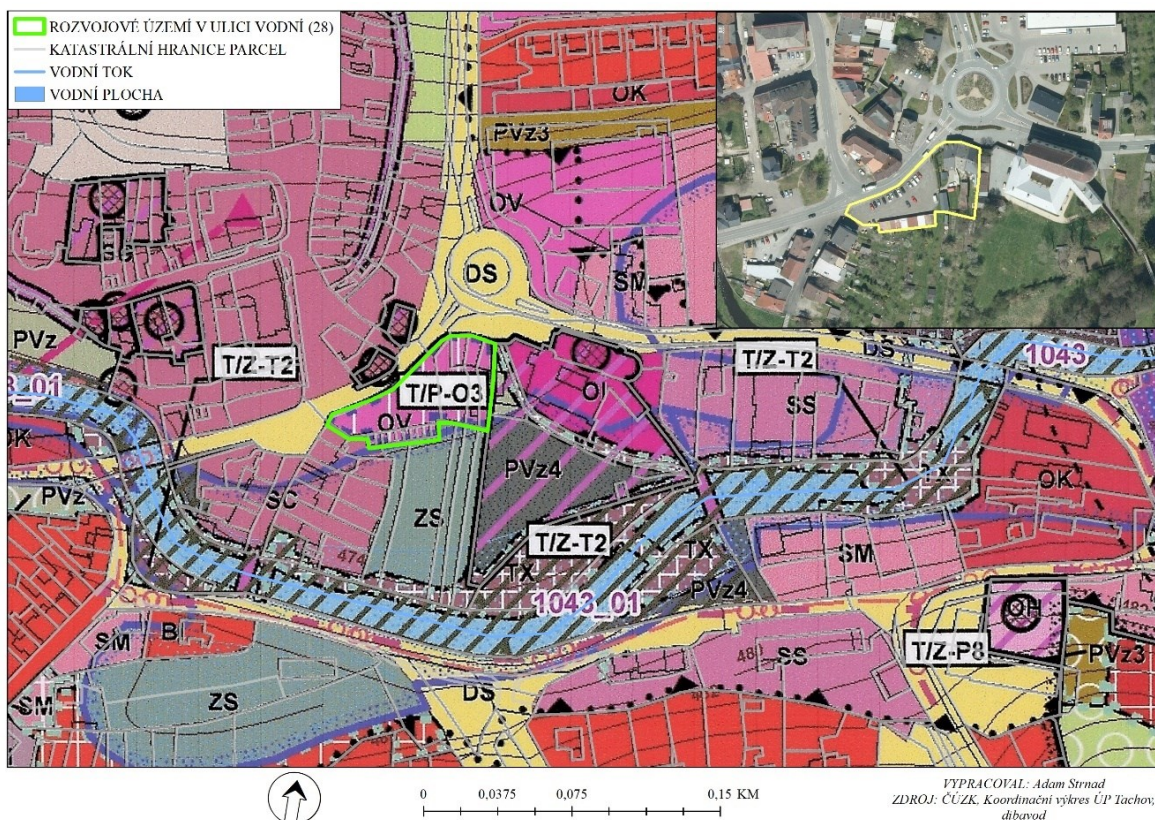 ROZVOJOVÉ ÚZEMÍ V ULICI VODNÍ (28)
KATASTRÁLNÍ HRANICE PARCEL
VODNÍ TOK
VODNÍ PLOCHA
OK
PVz3
OV
DS
SM
PVz
T/Z-T2
T/P-O3
OV
OI
T/Z-T2
DS
1043
SS
OK
PVz
SC
ZS
PVz4
474
T/Z-T2
TX
TX
PVz4
SM
1043_01
OK
SM
BI
ZS
DS
SS
480
OH
T/Z-P8
PVz3
SM
0 0,0375 0,075 0,15 KM
VYPRACOVAL: Adam Strnad
ZDROJ: ČÚZK, Koordinační výkres ÚP Tachov,
dibavod